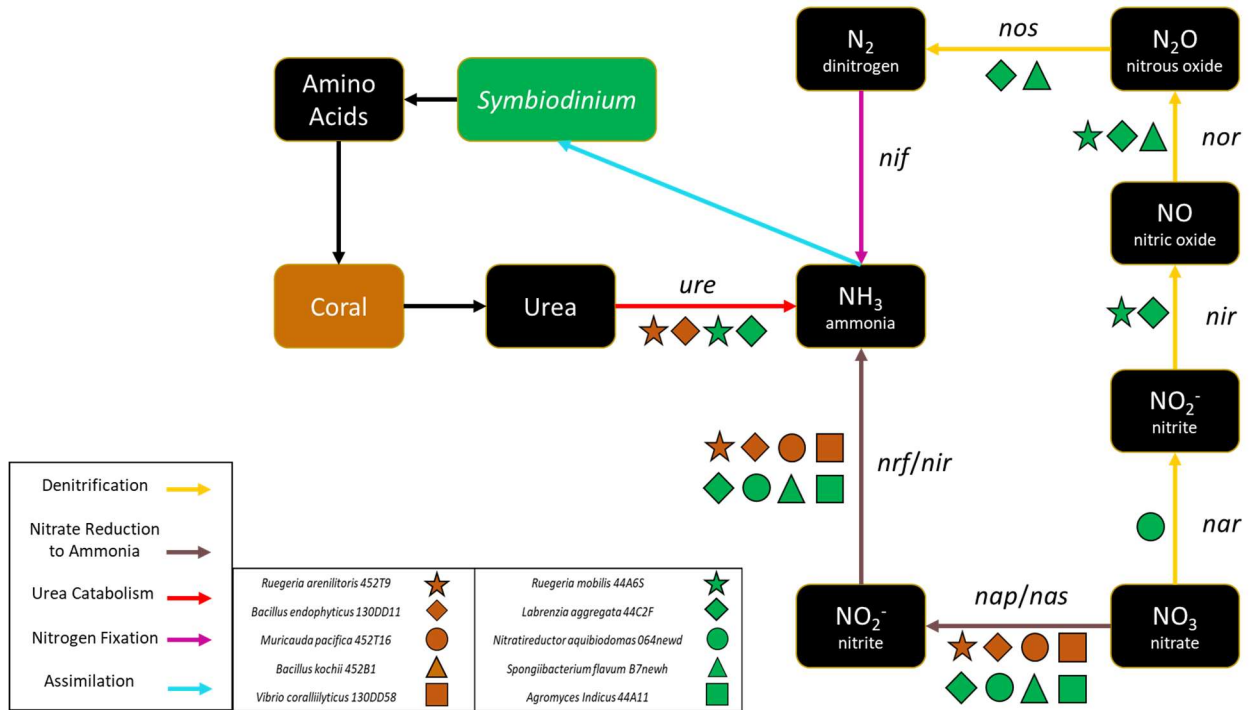 N₂
dinitrogen
nos
N₂O
nitrous oxide
Amino
Acids
Symbiodinium
nif
nor
NO
nitric oxide
Coral
Urea
ure
NH₃
ammonia
nir
NO₂⁻
nitrite
nrf/nir
nar
Denitrification
Nitrate Reduction
to Ammonia
Urea Catabolism
Nitrogen Fixation
Assimilation
Ruegeria arenilitoris 452T9
Bacillus endophyticus 130DD11
Muricauda pacifica 452T16
Bacillus kochii 452B1
Vibrio coralliilyticus 130DD58
Ruegeria mobilis 44A6S
Labrenzia aggregata 44C2F
Nitratireductor aquibiodomas 064newd
Spongiibacterium flavum B7newh
Agromyces Indicus 44A11
NO₂⁻
nitrite
nap/nas
NO₃
nitrate